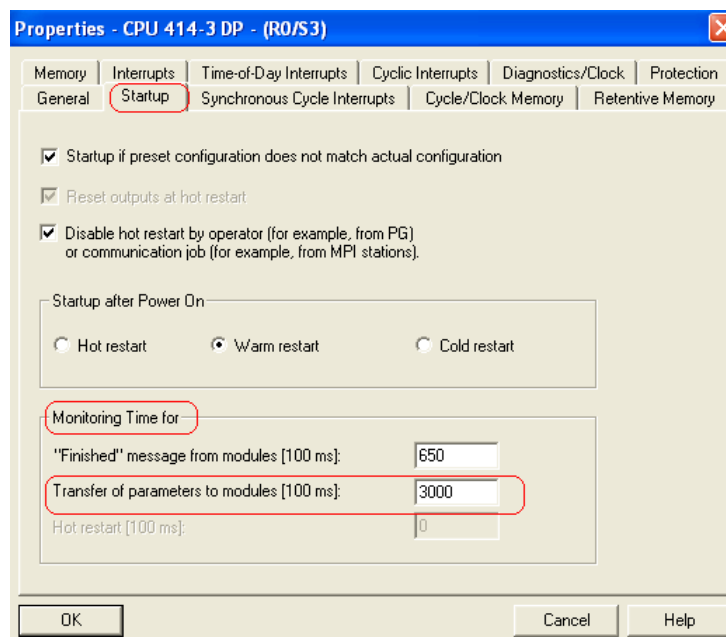 Properties - CPU 414-3 DP - (R0/S3)
Memory Interrupts Time-of-Day Interrupts Cyclic Interrupts Diagnostics/Clock Protection
General Startup Synchronous Cycle Interrupts Cycle/Clock Memory Retentive Memory
Startup if preset configuration does not match actual configuration
Reset outputs at hot restart
Disable hot restart by operator (for example, from PG)
or communication job (for example, from MPI stations).
Startup after Power On
Hot restart Warm restart Cold restart
Monitoring Time for
"Finished" message from modules [100 ms]: 650
Transfer of parameters to modules [100 ms]: 3000
Hot restart [100 ms]: 0
OK Cancel Help